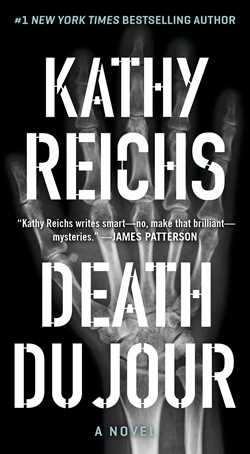 #1 NEW YORK TIMES BESTSELLING AUTHOR
KATHY
REICHS
“Kathy Reichs writes smart—no, make that brilliant—
mysteries.” —JAMES PATTERSON
DEATH
DU JOUR
A NOVEL